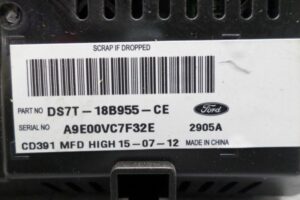 SCRAP IF DROPPED
PART NO DS7T-18B955-CE
Ford
SERIAL NO A9E00VC7F32E 2905A
CD391 MFD HIGH 15-07-12 MADE IN CHINA